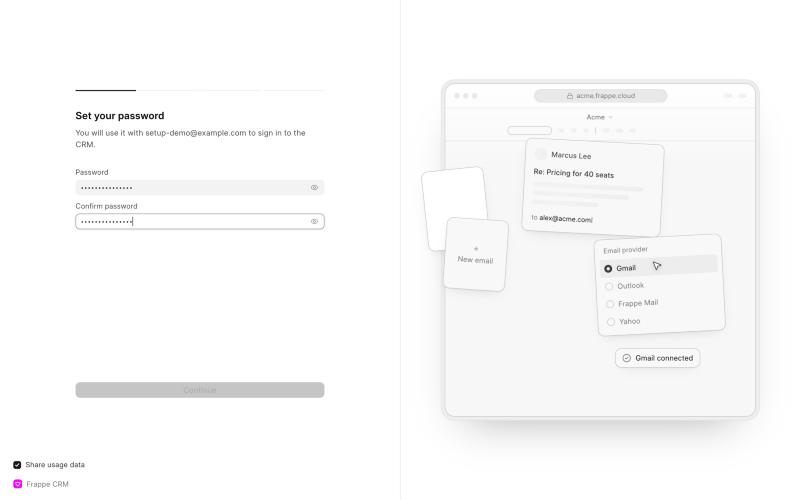 Set your password
You will use it with setup-demo@example.com to sign in to the
CRM.
Password
•••••••••••••••
Confirm password
•••••••••••••••
Continue
Share usage data
Frappe CRM
acme.frappe.cloud
Acme
Marcus Lee
Re: Pricing for 40 seats
to alex@acme.com
+
New email
Email provider
Gmail
Outlook
Frappe Mail
Yahoo
Gmail connected